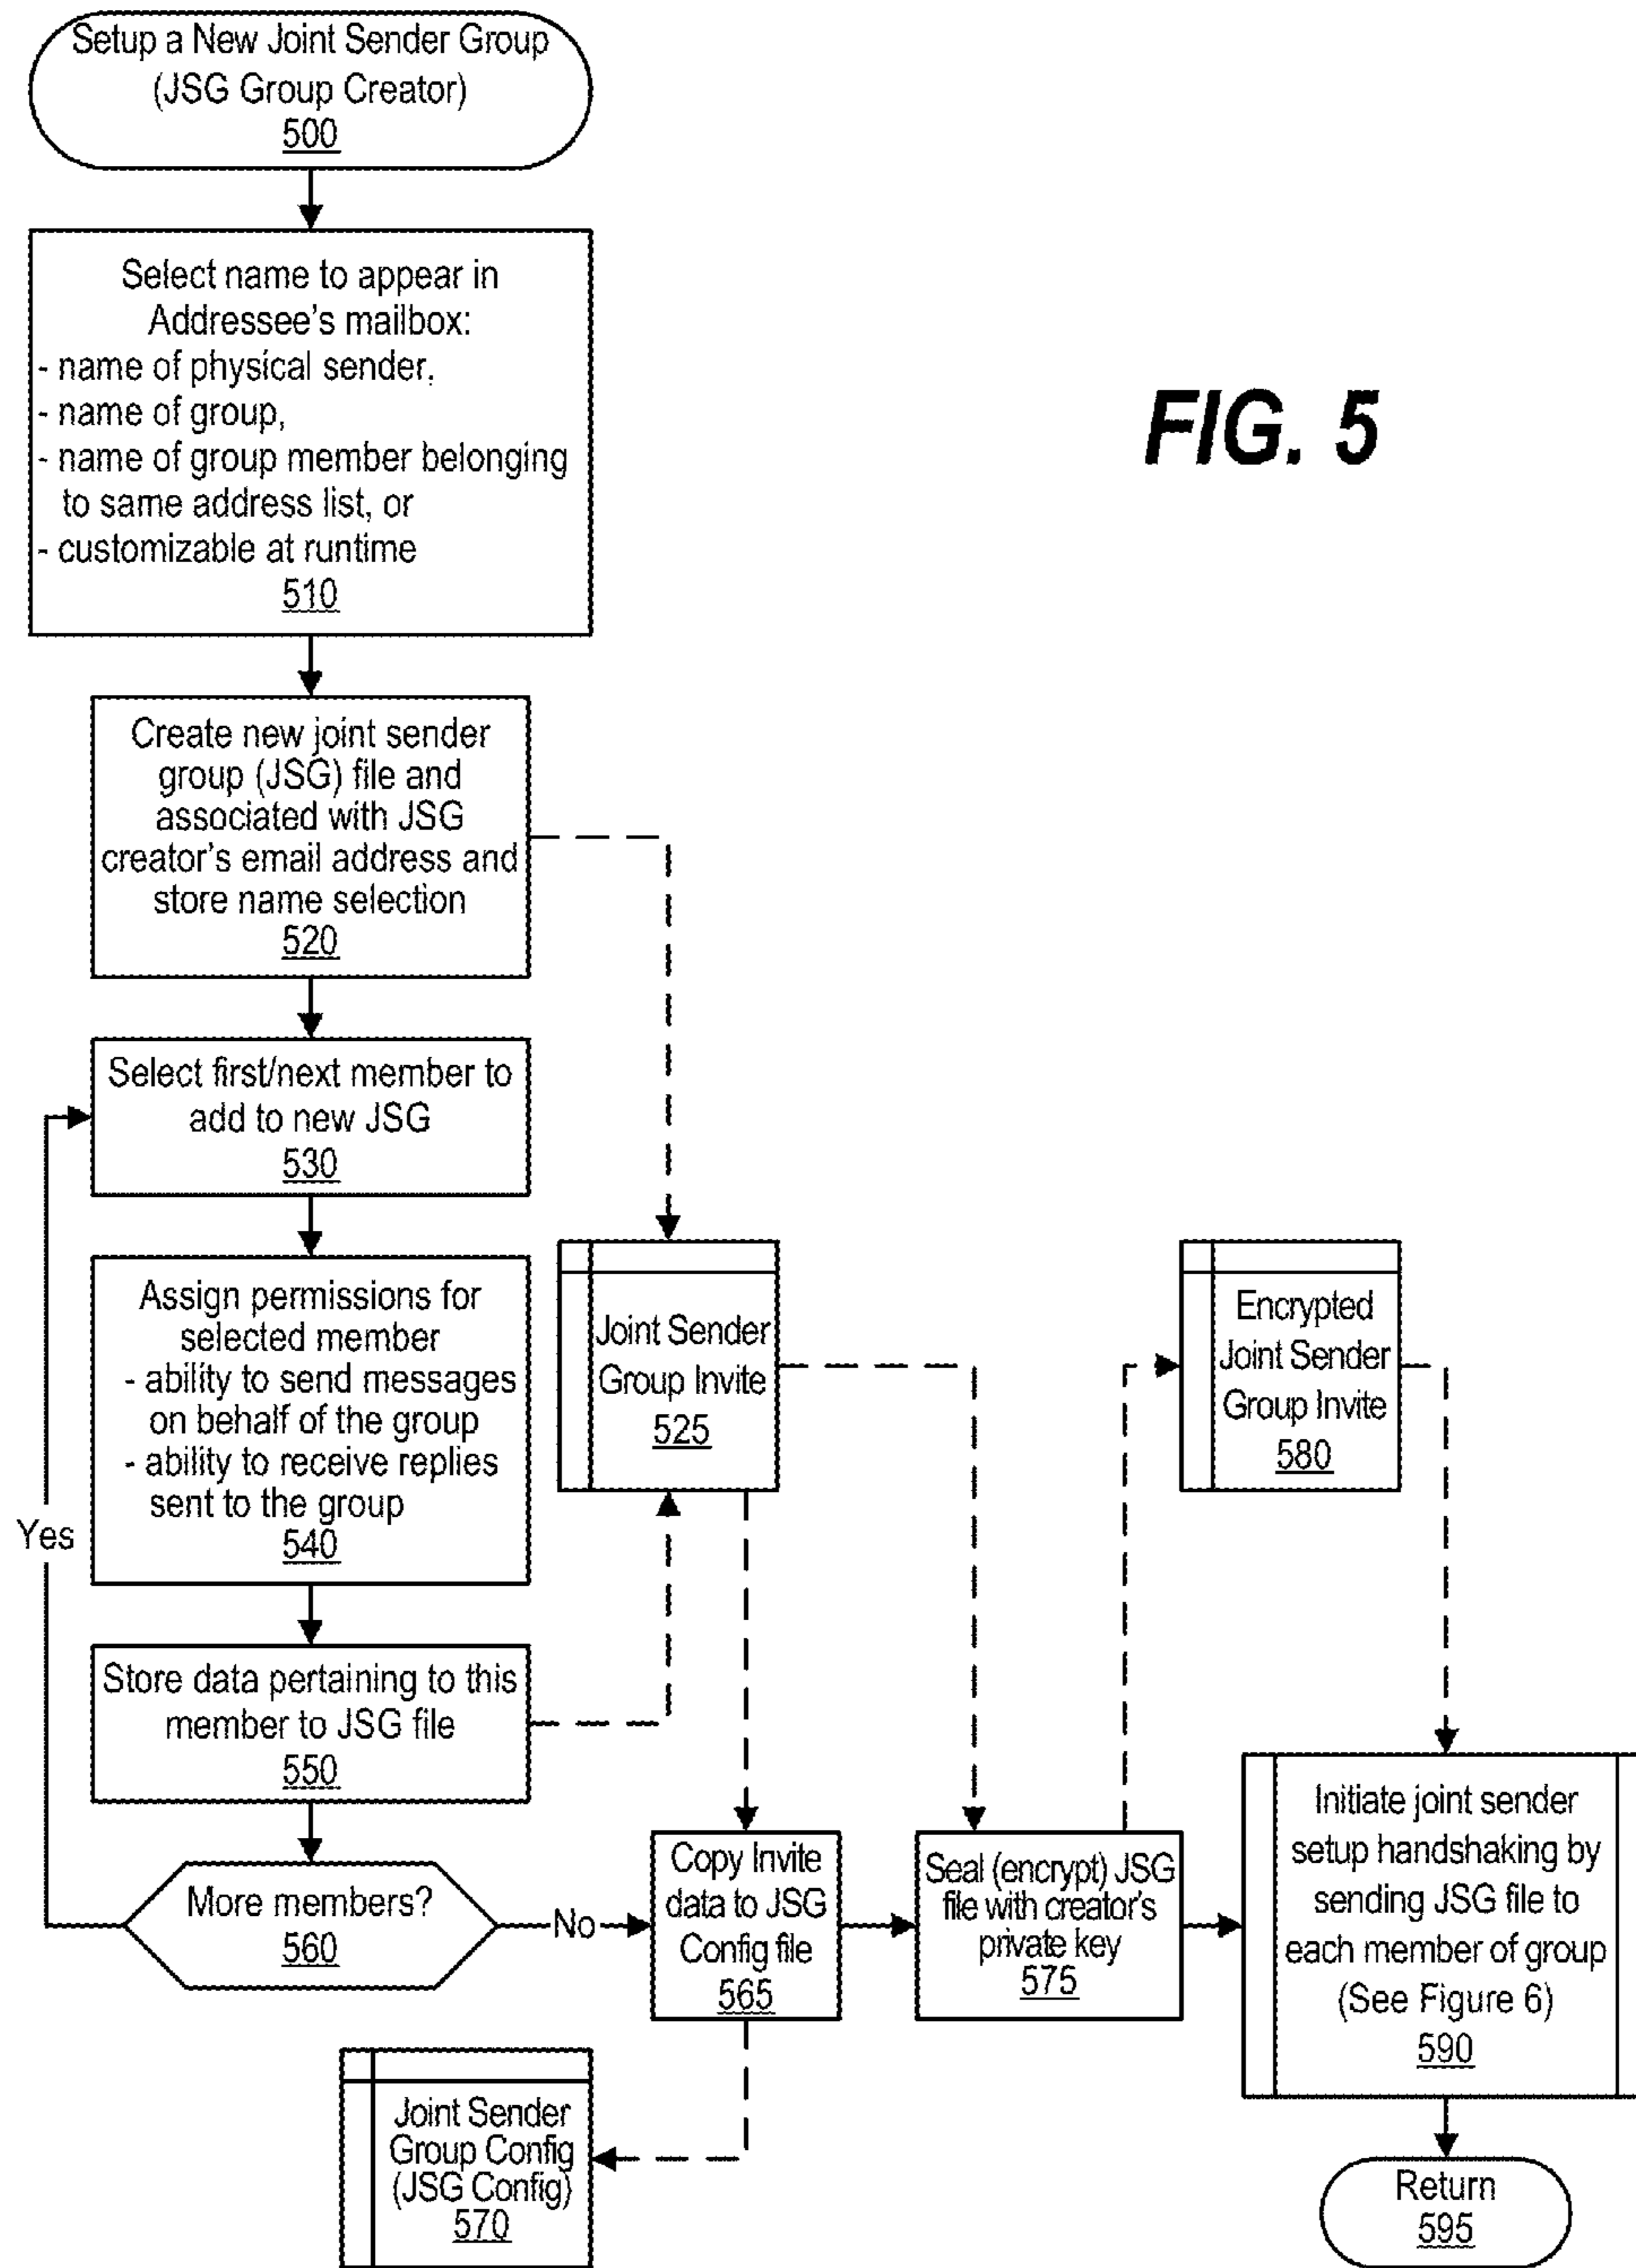 Setup a New Joint Sender Group
(JSG Group Creator)
500
Select name to appear in
Addressee's mailbox:
- name of physical sender,
- name of group,
- name of group member belonging
to same address list, or
- customizable at runtime
510
FIG. 5
Create new joint sender
group (JSG) file and
associated with JSG
creator's email address and
store name selection
520
Select first/next member to
add to new JSG
530
Assign permissions for
selected member
- ability to send messages
on behalf of the group
- ability to receive replies
sent to the group
540
Yes
Store data pertaining to this
member to JSG file
550
More members?
560
No
Joint Sender
Group Invite
525
Copy Invite
data to JSG
Config file
565
Joint Sender
Group Config
(JSG Config)
570
Seal (encrypt) JSG
file with creator's
private key
575
Encrypted
Joint Sender
Group Invite
580
Initiate joint sender
setup handshaking by
sending JSG file to
each member of group
(See Figure 6)
590
Return
595